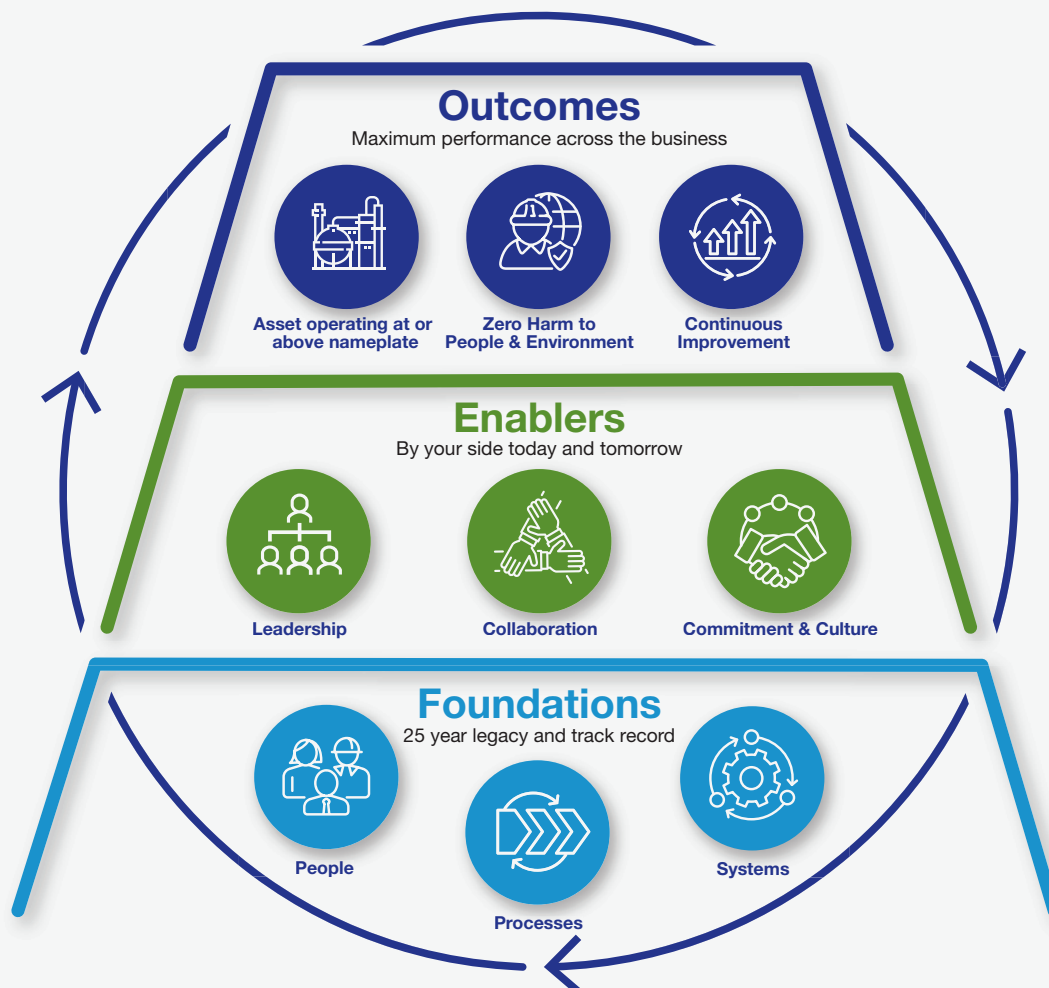 Outcomes
Maximum performance across the business
Asset operating at or
above nameplate
Zero Harm to
People & Environment
Continuous
Improvement
Enablers
By your side today and tomorrow
Leadership
Collaboration
Commitment & Culture
Foundations
25 year legacy and track record
People
Processes
Systems